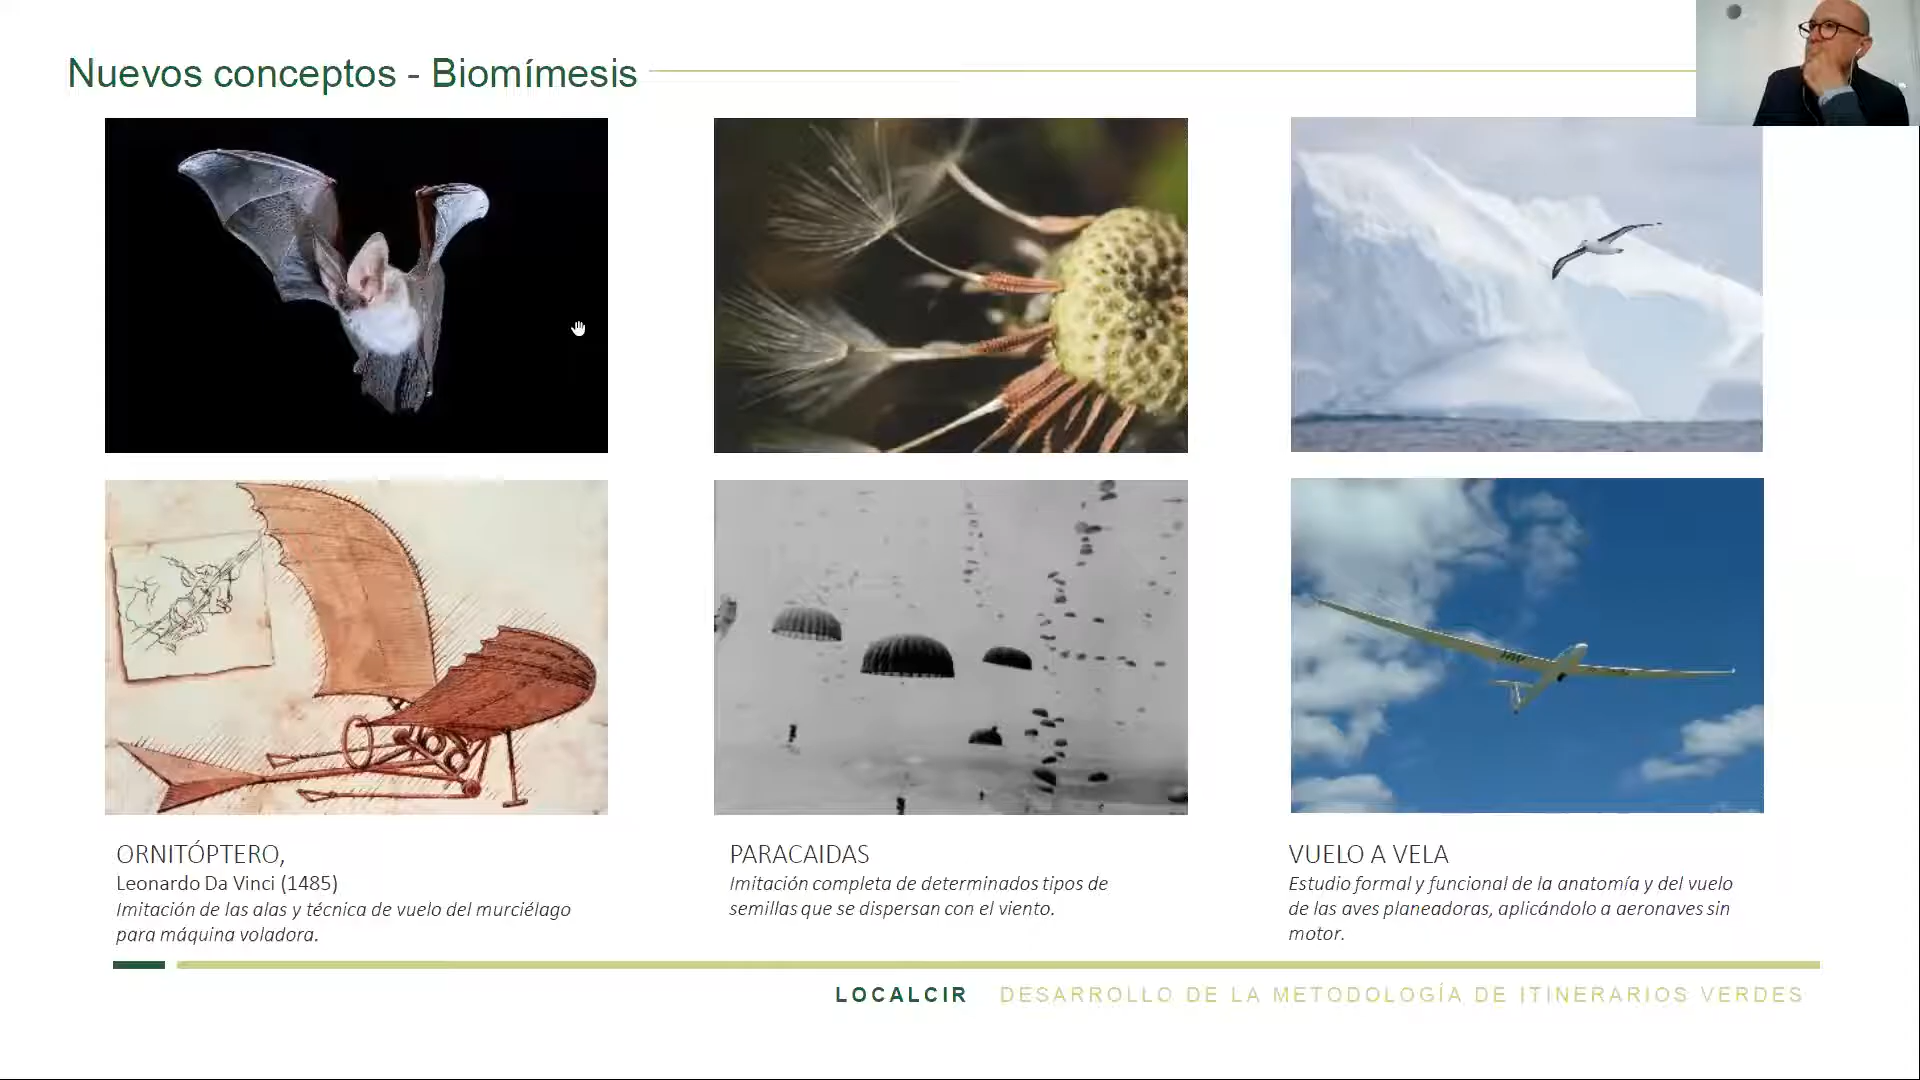 Nuevos conceptos - Biomímesis
ORNITÓPTERO,
Leonardo Da Vinci (1485)
Imitación de las alas y técnica de vuelo del murciélago
para máquina voladora.
PARACAIDAS
Imitación completa de determinados tipos de
semillas que se dispersan con el viento.
VUELO A VELA
Estudio formal y funcional de la anatomía y del vuelo
de las aves planeadoras, aplicándolo a aeronaves sin
motor.
LOCALCIR DESARROLLO DE LA METODOLOGÍA DE ITINERARIOS VERDES